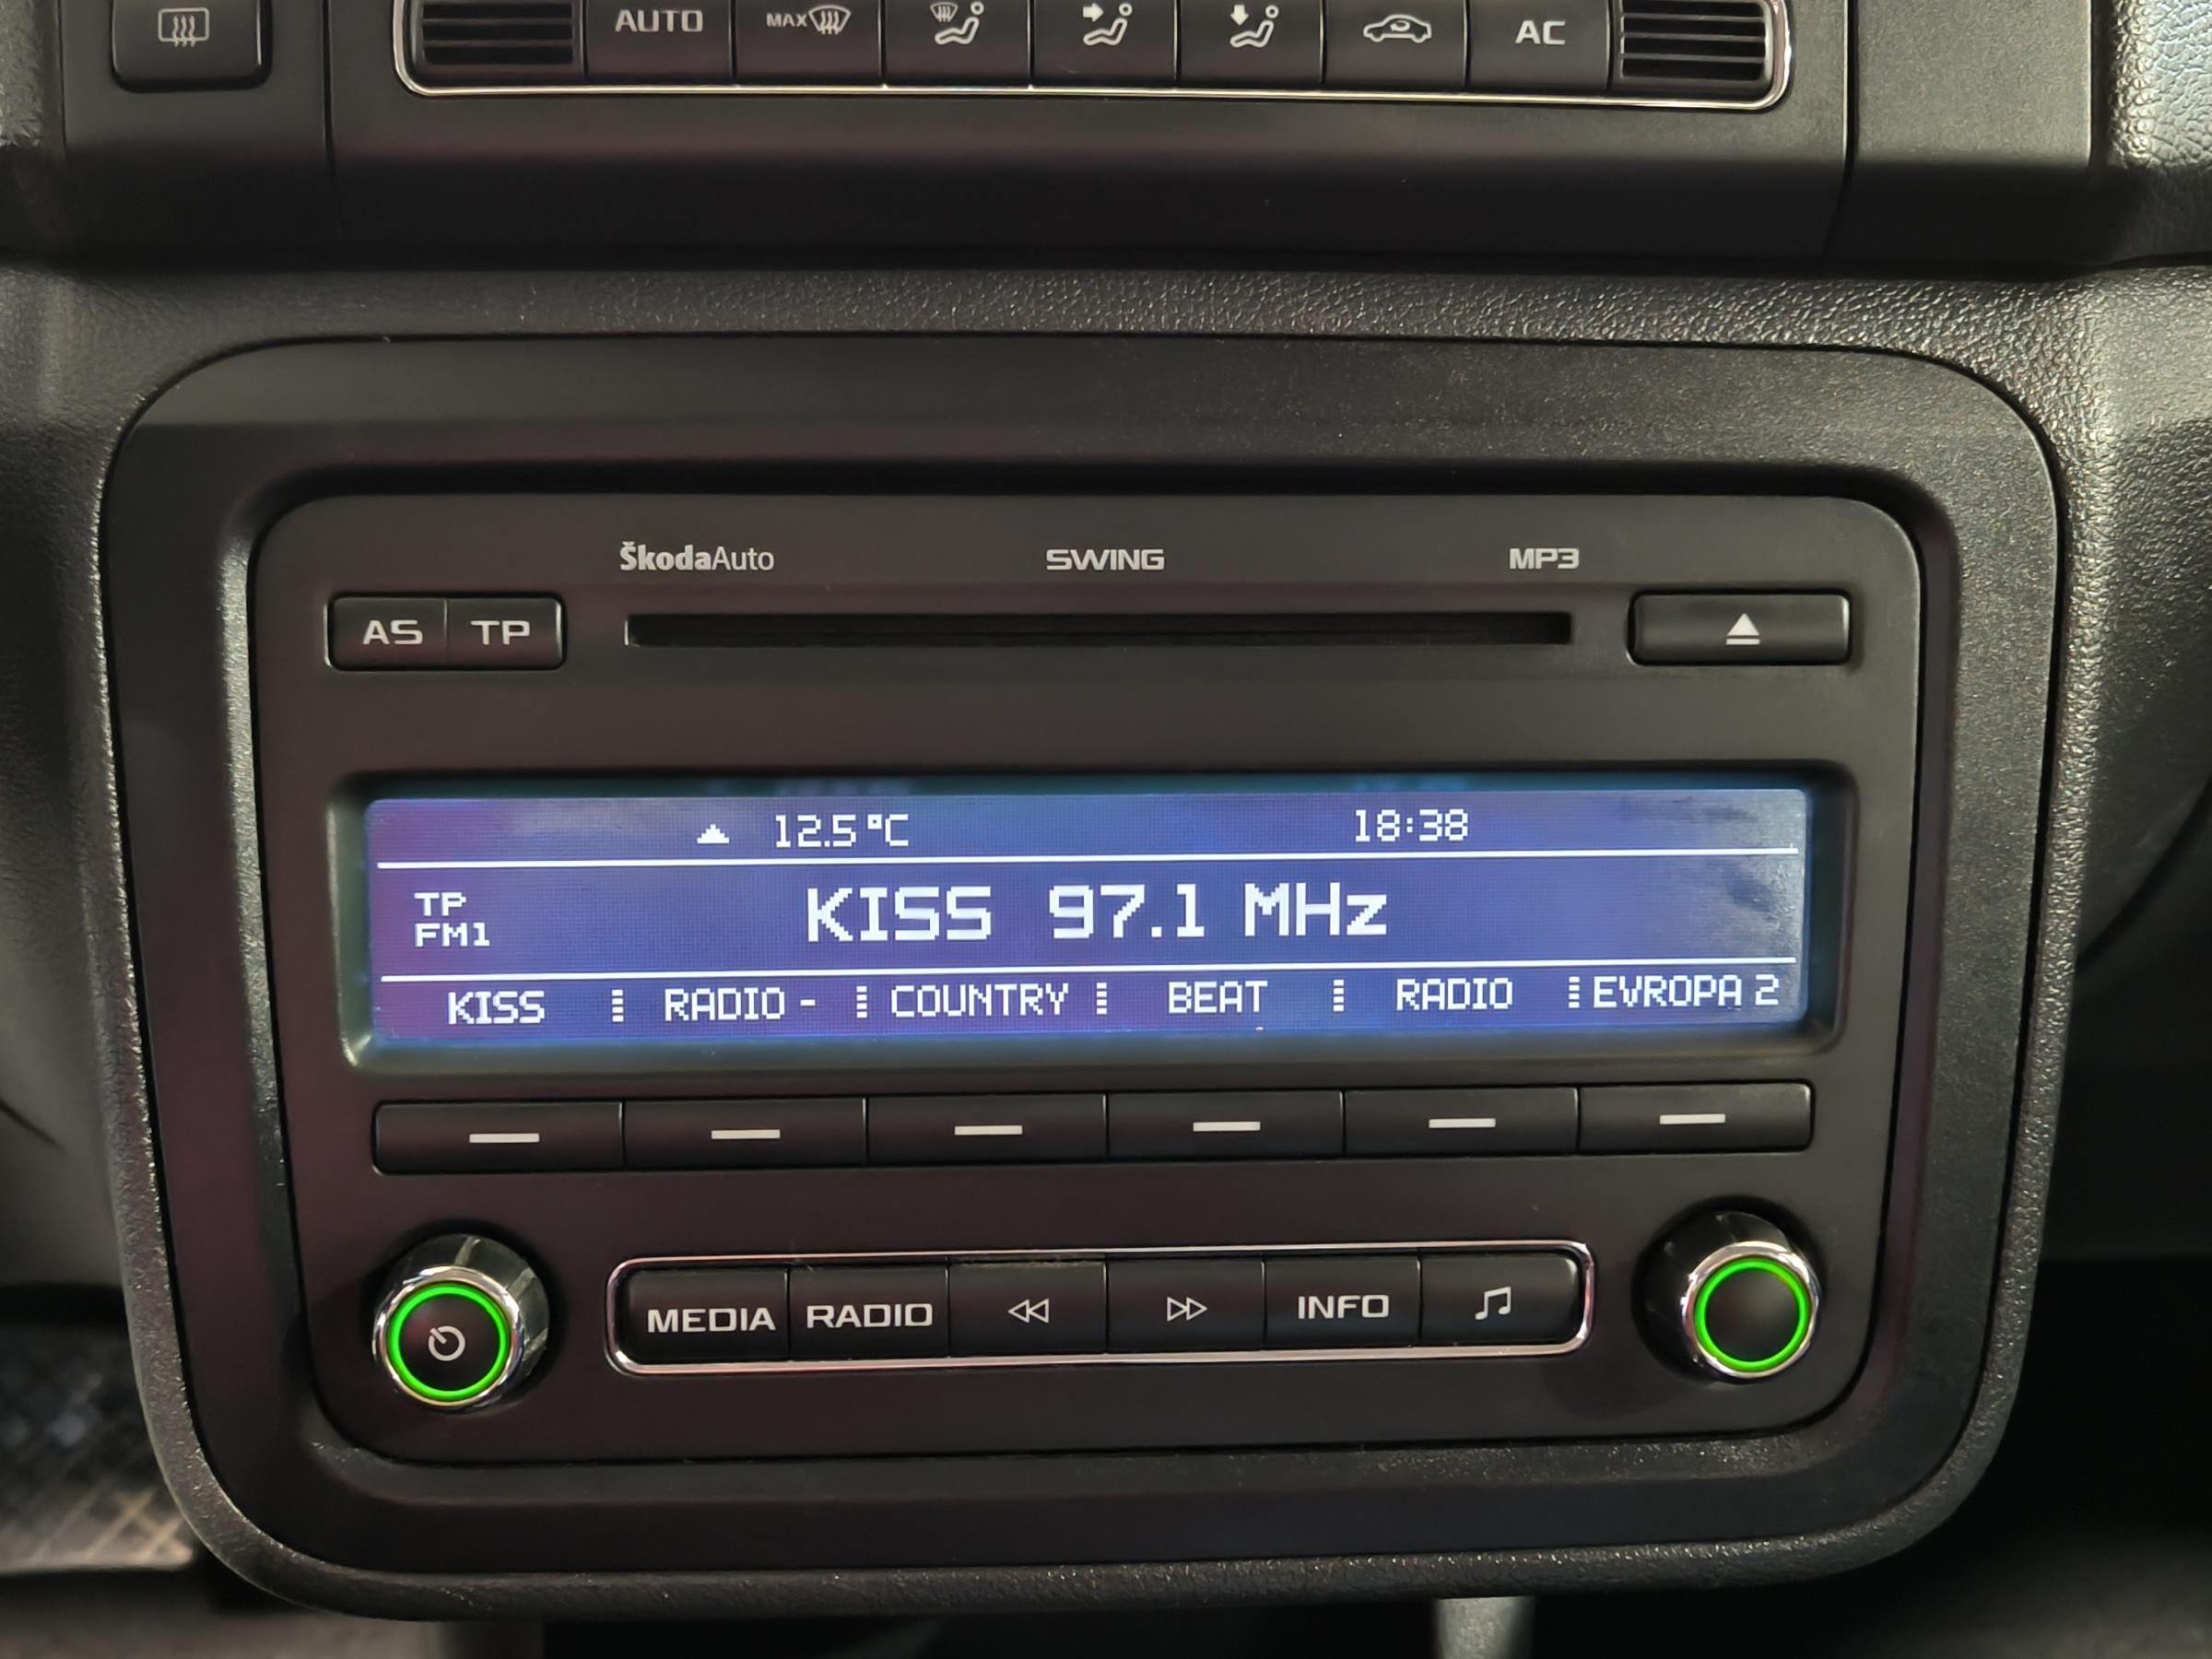 AUTO MAX AC
ŠkodaAuto SWING MP3
AS TP
12.5°C 18:38
TP
FM1
KISS 97.1 MHz
KISS RADIO - COUNTRY BEAT RADIO EVROPA 2
MEDIA RADIO INFO